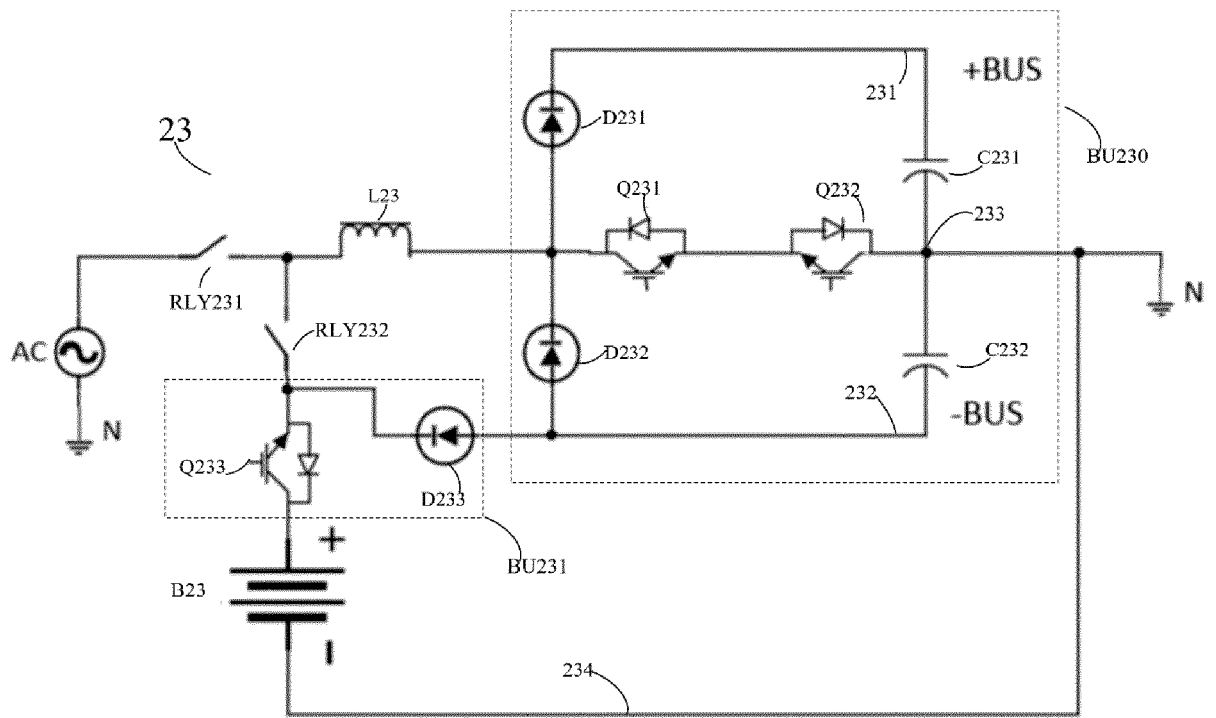 +BUS
231
D231
23
BU230
C231
Q231
Q232
L23
233
RLY231
N
RLY232
AC
D232
C232
232
-BUS
N
Q233
D233
+
BU231
B23
-
234